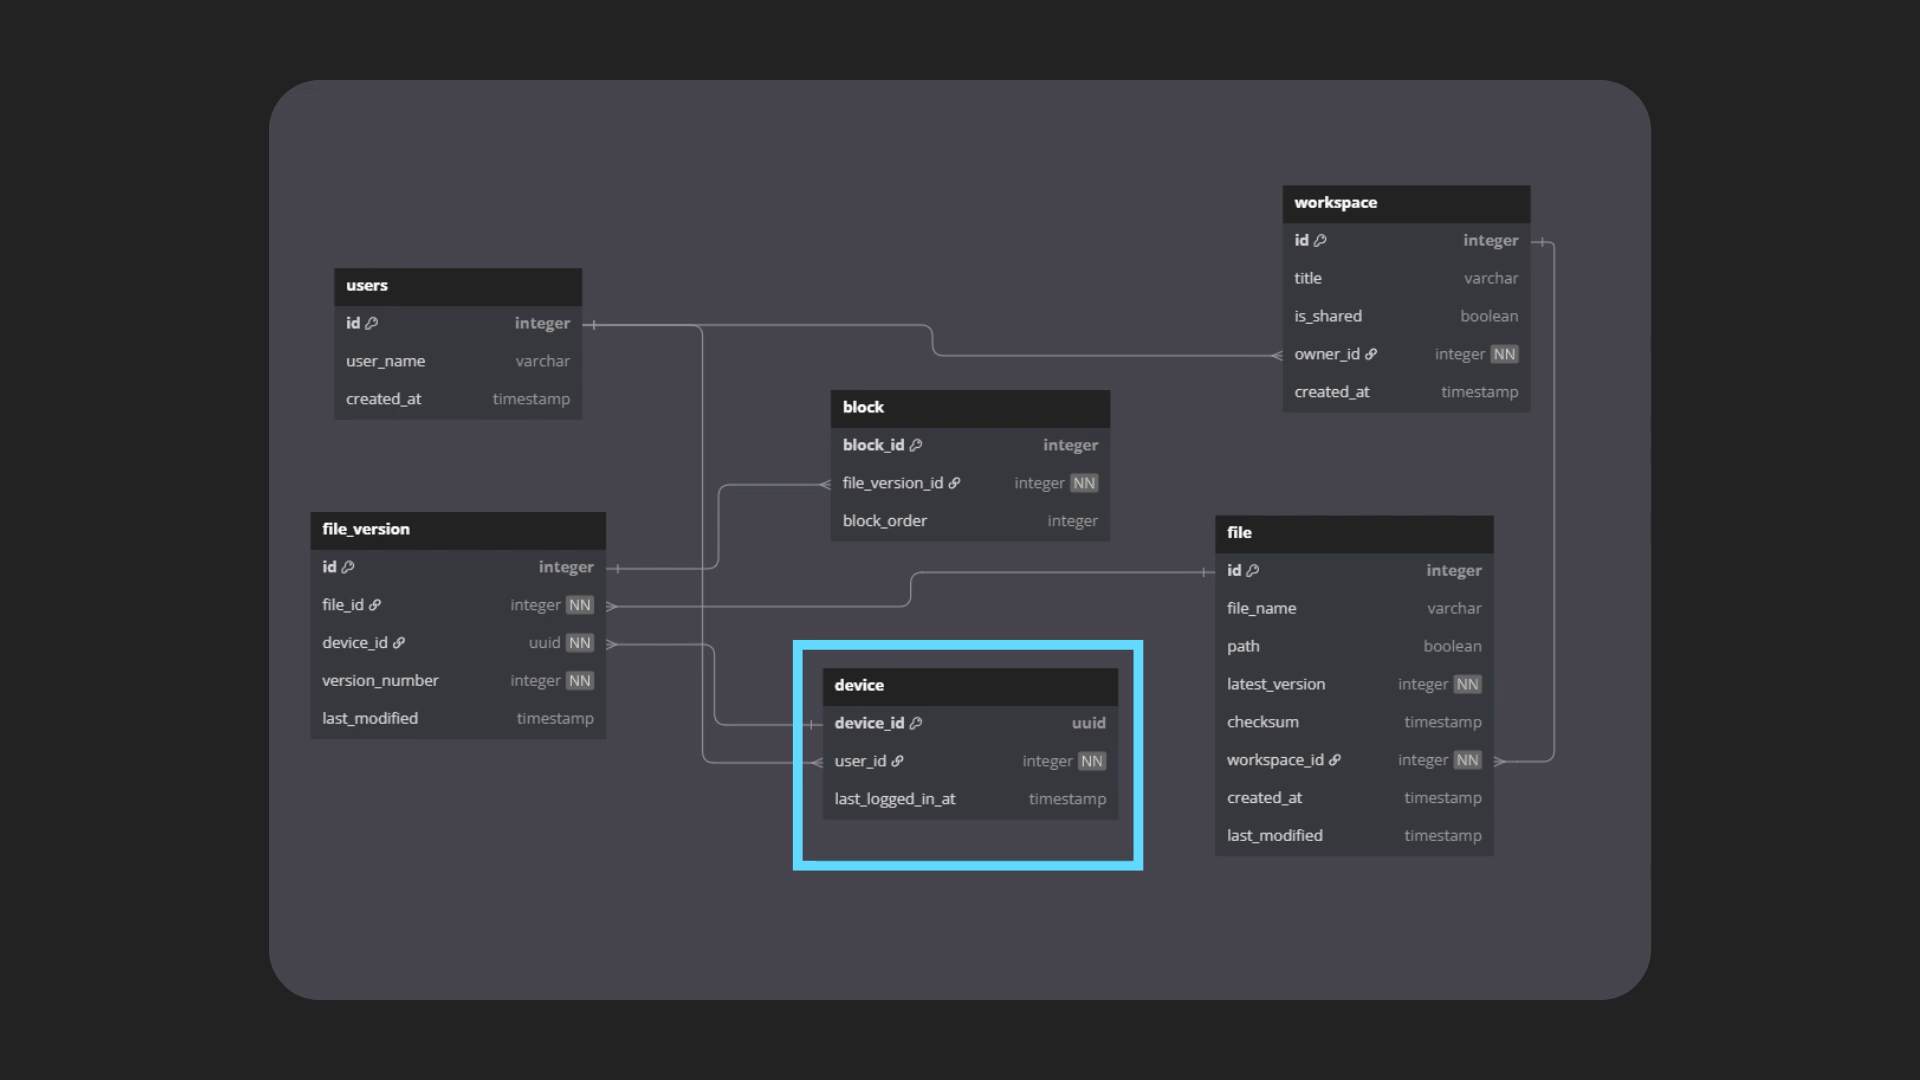 workspace
id integer
title varchar
is_shared boolean
owner_id integer NN
created_at timestamp
users
id integer
user_name varchar
created_at timestamp
block
block_id integer
file_version_id integer NN
block_order integer
file_version
id integer
file_id integer NN
device_id uuid NN
version_number integer NN
last_modified timestamp
file
id integer
file_name varchar
path boolean
latest_version integer NN
checksum timestamp
workspace_id integer NN
created_at timestamp
last_modified timestamp
device
device_id uuid
user_id integer NN
last_logged_in_at timestamp